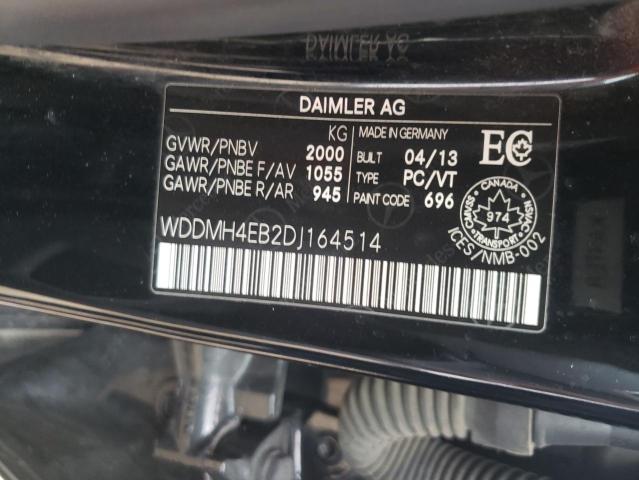 DAIMLER AG
DAIMLER AG
KG MADE IN GERMANY
GVWR/PNBV 2000 BUILT 04/13
GAWR/PNBE F/AV 1055 TYPE PC/VT
GAWR/PNBE R/AR 945 PAINT CODE 696
EC
CANADA
974
TRANSPORT
ICES/NMB-002
WDDMH4EB2DJ164514